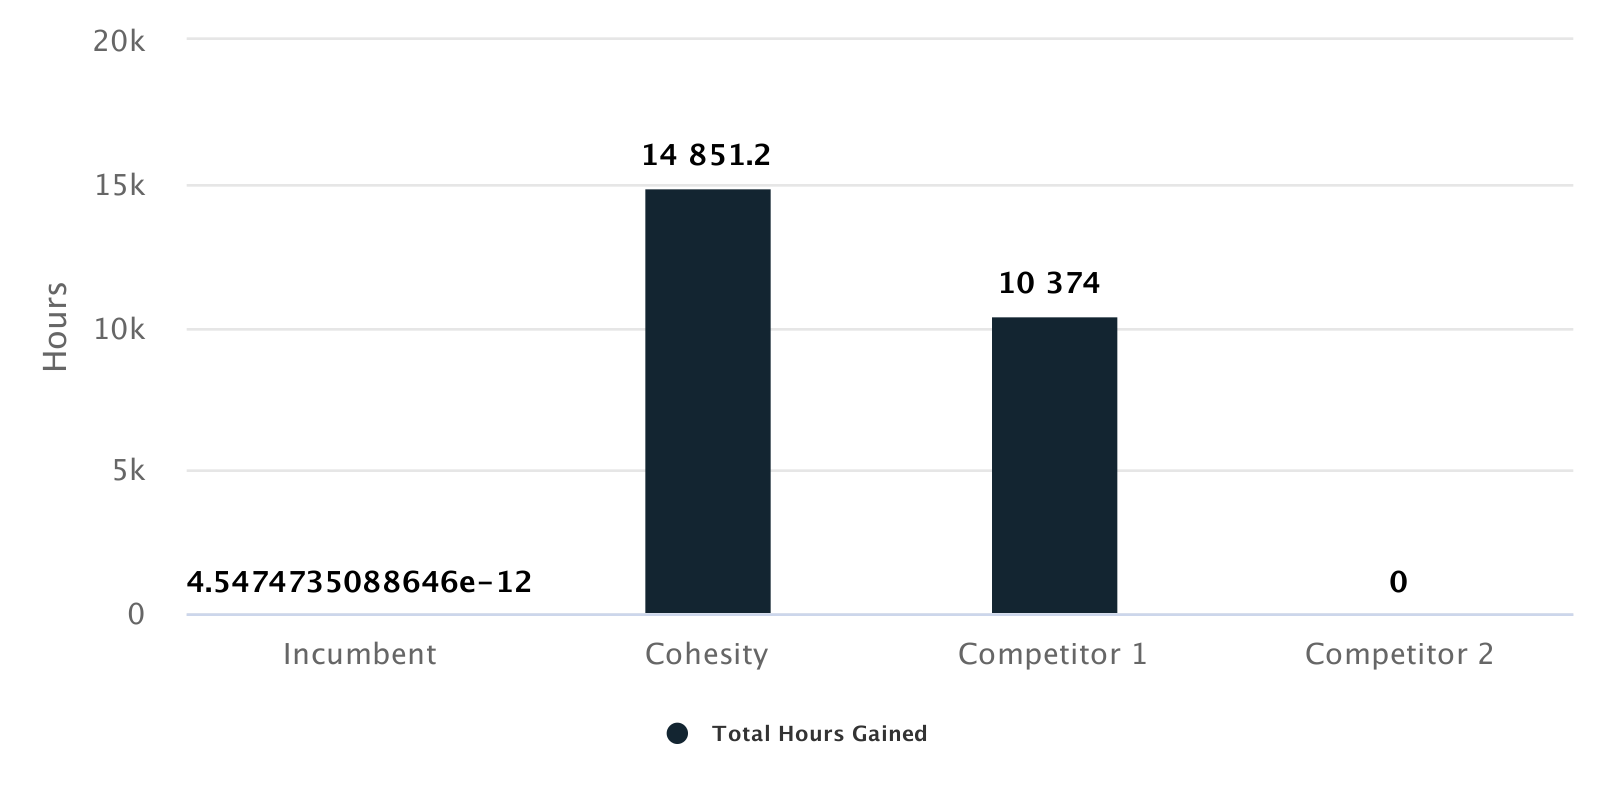 20k
14 851.2
15k
10 374
Hours
10k
5k
4.5474735088646e-12
0
0
Incumbent
Cohesity
Competitor 1
Competitor 2
Total Hours Gained